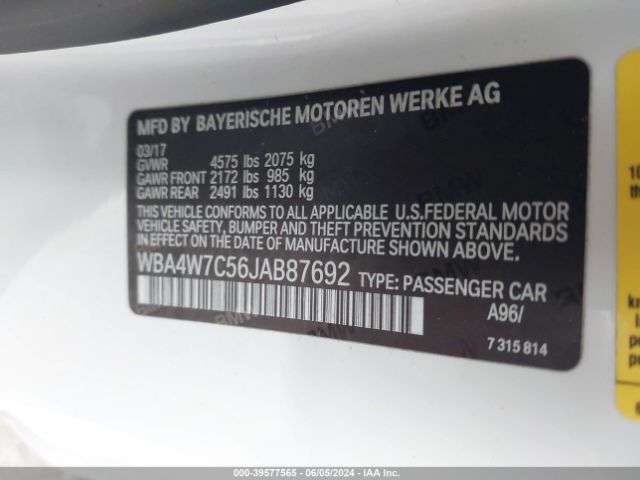 MFD BY BAYERISCHE MOTOREN WERKE AG
03/17
GVWR 4575 lbs 2075 kg
GAWR FRONT 2172 lbs 985 kg
GAWR REAR 2491 lbs 1130 kg
THIS VEHICLE CONFORMS TO ALL APPLICABLE U.S.FEDERAL MOTOR
VEHICLE SAFETY, BUMPER AND THEFT PREVENTION STANDARDS
IN EFFECT ON THE DATE OF MANUFACTURE SHOWN ABOVE.
WBA4W7C56JAB87692 TYPE: PASSENGER CAR
A96/
7 315 814
000-39577565 - 06/05/2024 - IAA Inc.